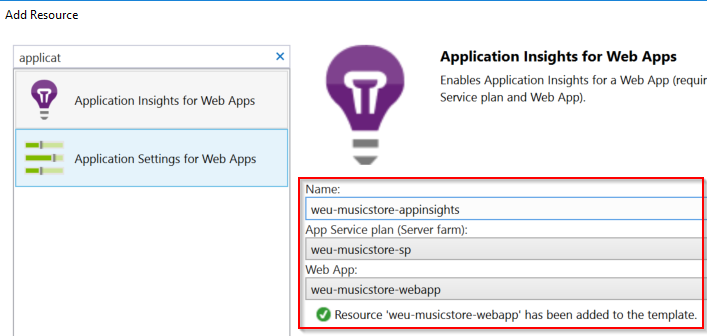 Add Resource
applicat
Application Insights for Web Apps
Application Settings for Web Apps
Application Insights for Web Apps
Enables Application Insights for a Web App
Service plan and Web App).
Name:
weu-musicstore-appinsights
App Service plan (Server farm):
weu-musicstore-sp
Web App:
weu-musicstore-webapp
Resource 'weu-musicstore-webapp' has been added to the template.